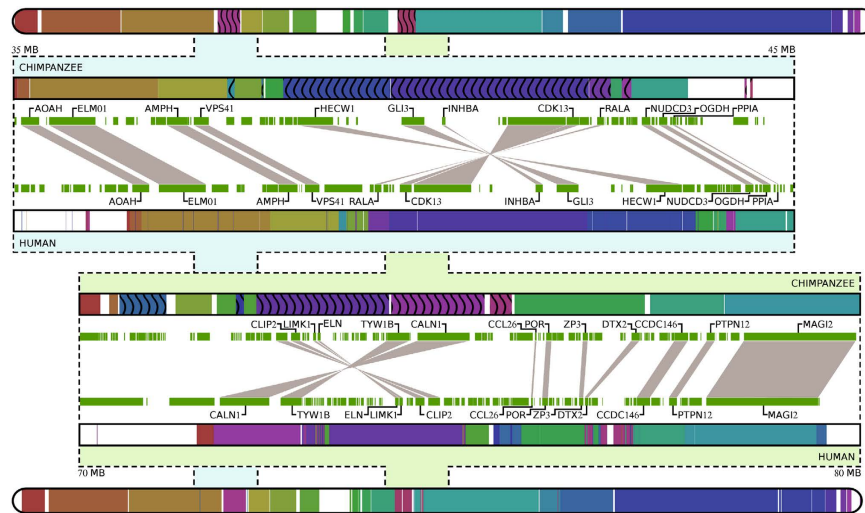 35 MB 45 MB
CHIMPANZEE
AOAH ELM01 AMPH VPS41 HECW1 GLI3 INHBA CDK13 RALA NUDCD3 OGDH PPIA
AOAH ELM01 AMPH VPS41 RALA CDK13 INHBA GLI3 HECW1 NUDCD3 OGDH PPIA
HUMAN
CHIMPANZEE
CLIP2 LIMK1 ELN TYW1B CALN1 CCL26 POR ZP3 DTX2 CCDC146 PTPN12 MAGI2
CALN1 TYW1B ELN LIMK1 CLIP2 CCL26 POR ZP3 DTX2 CCDC146 PTPN12 MAGI2
HUMAN
70 MB 80 MB